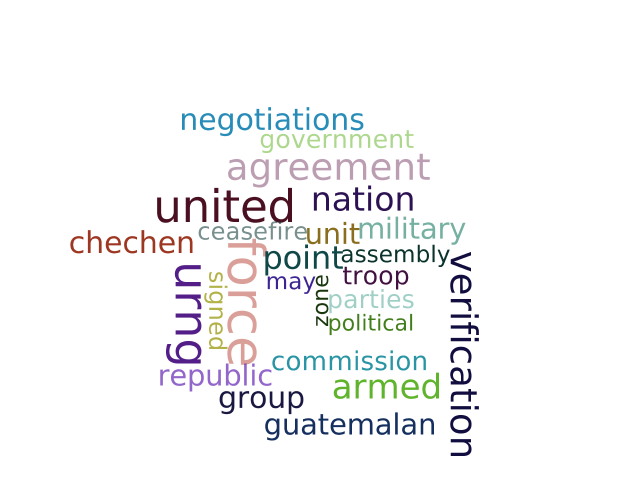 negotiations
government
agreement
united
nation
ceasefire
unit
military
chechen
force
point
assembly
urng
signed
may
zone
troop
verification
parties
political
commission
republic
armed
group
guatemalan